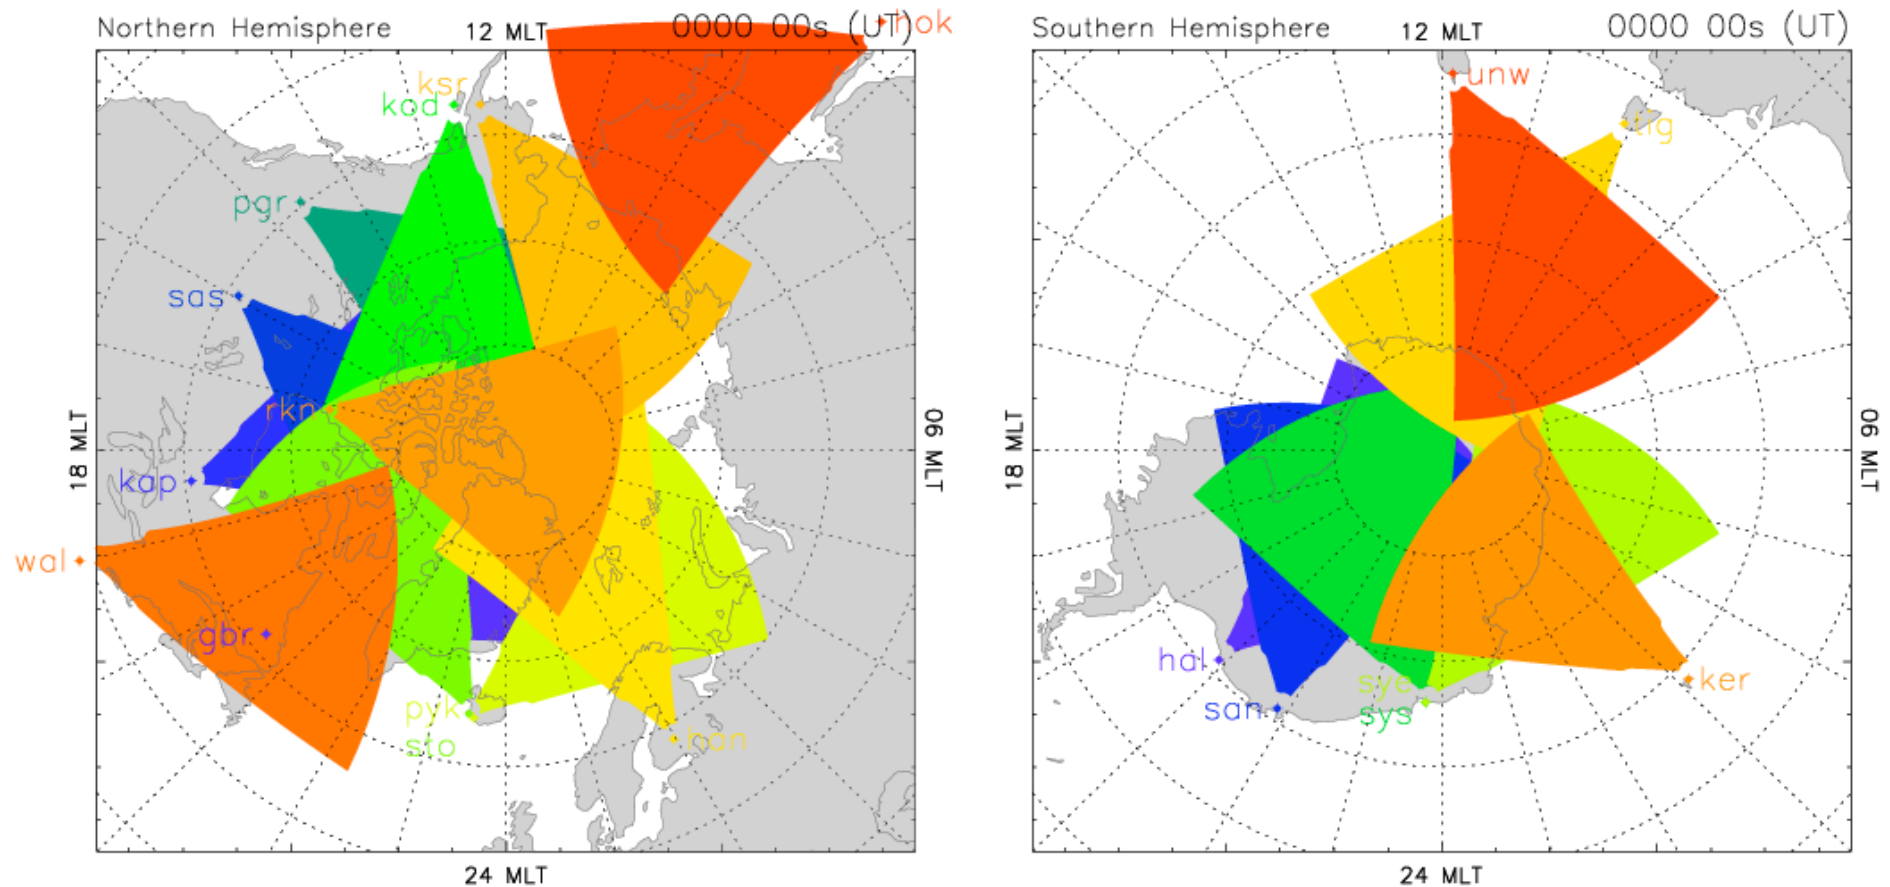 Northern Hemisphere
12 MLT
0000 00s (UT)
hok
ksr
kod
pgr
sas
rkn
kap
18 MLT
06 MLT
wal
gbr
pyk
sto
han
24 MLT
Southern Hemisphere
12 MLT
0000 00s (UT)
unw
tig
18 MLT
06 MLT
hal
san
sye
sys
ker
24 MLT